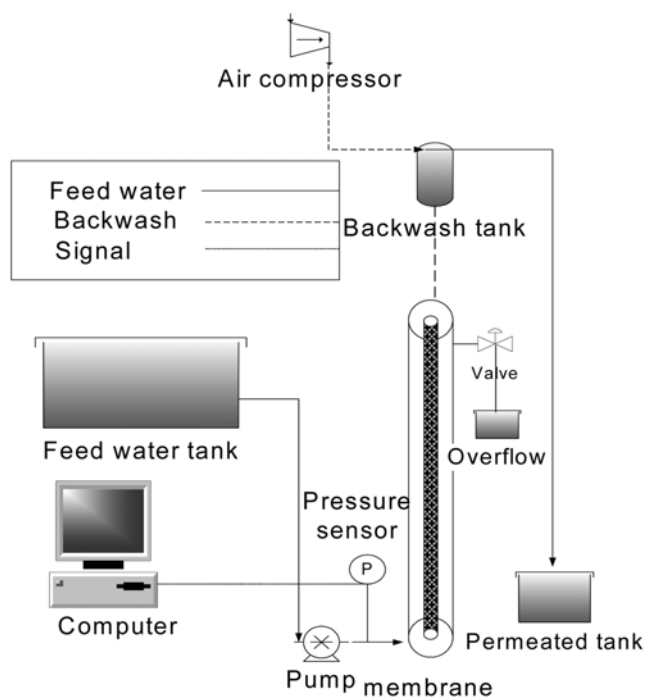 Air compressor
Feed water
Backwash
Signal
Backwash tank
Valve
Feed water tank
Overflow
Pressure
sensor
P
Computer
Permeated tank
Pump
membrane